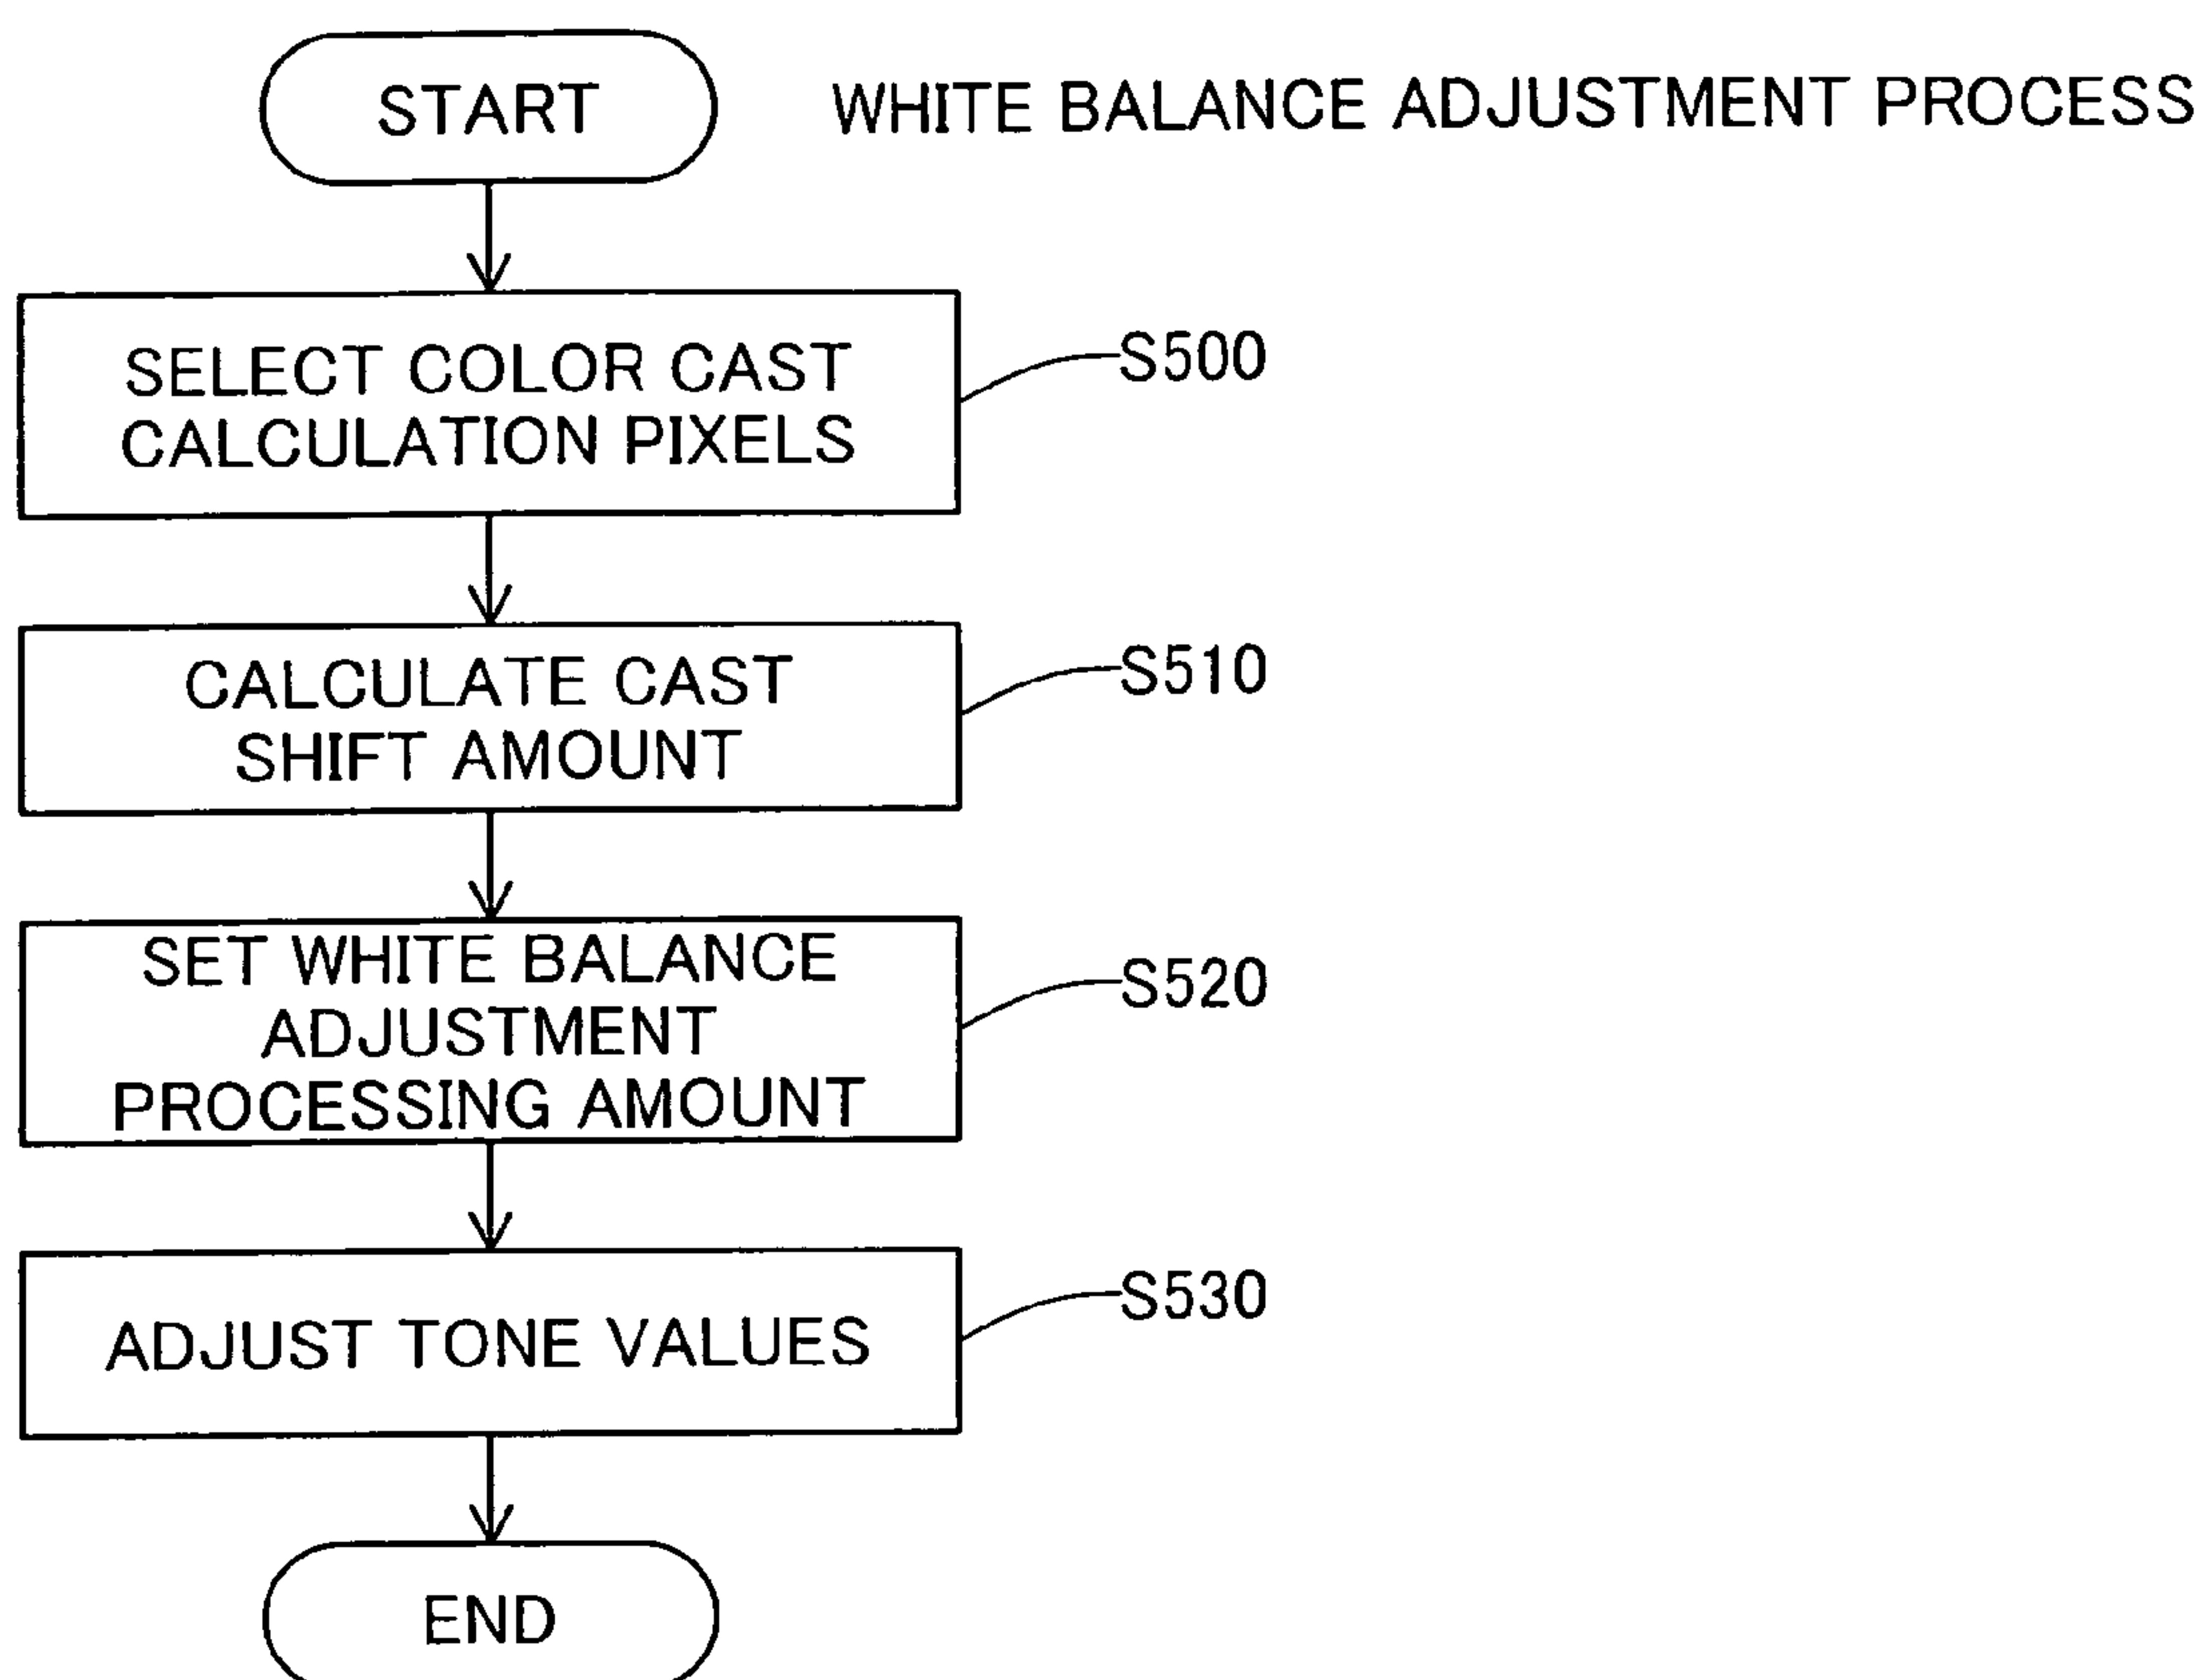 START
WHITE BALANCE ADJUSTMENT PROCESS
SELECT COLOR CAST
CALCULATION PIXELS
S500
CALCULATE CAST
SHIFT AMOUNT
S510
SET WHITE BALANCE
ADJUSTMENT
PROCESSING AMOUNT
S520
ADJUST TONE VALUES
S530
END